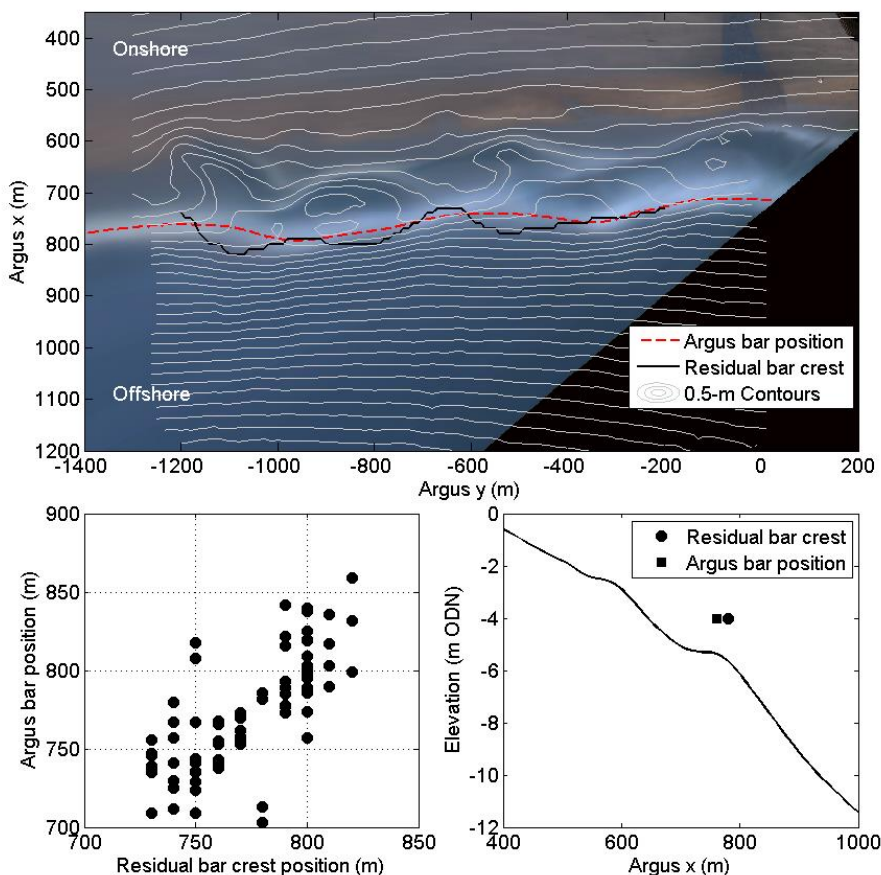 Onshore
400
500
600
700
800
900
1000
1100
1200
Argus x (m)
Offshore
Argus bar position
Residual bar crest
0.5-m Contours
-1400 -1200 -1000 -800 -600 -400 -200 0 200
Argus y (m)
900
850
800
750
700
Argus bar position (m)
700 750 800 850
Residual bar crest position (m)
0
-2
-4
-6
-8
-10
-12
Elevation (m ODN)
Residual bar crest
Argus bar position
400 600 800 1000
Argus x (m)